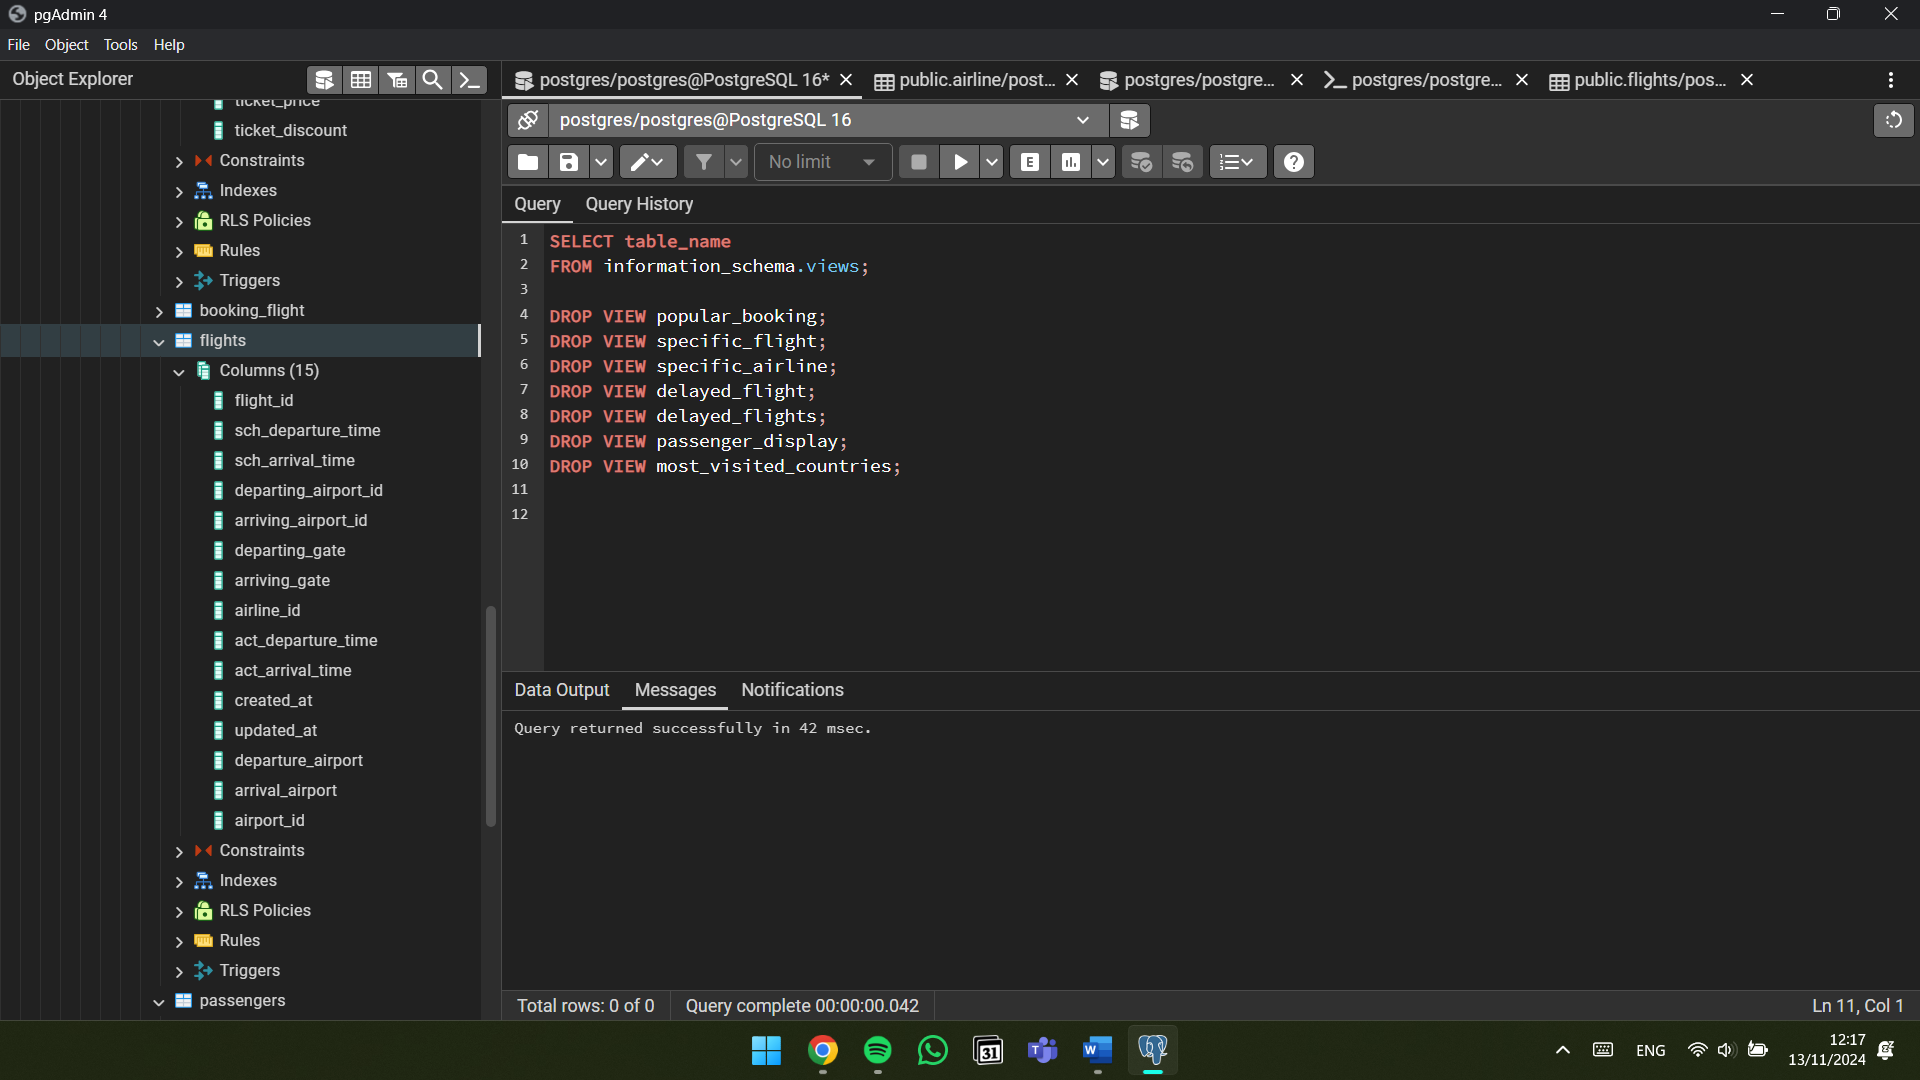 pgAdmin 4
File Object Tools Help
Object Explorer
postgres/postgres@PostgreSQL 16*
public.airline/post...
postgres/postgre...
postgres/postgre...
public.flights/pos...
ticket_price
ticket_discount
Constraints
Indexes
RLS Policies
Rules
Triggers
booking_flight
flights
Columns (15)
flight_id
sch_departure_time
sch_arrival_time
departing_airport_id
arriving_airport_id
departing_gate
arriving_gate
airline_id
act_departure_time
act_arrival_time
created_at
updated_at
departure_airport
arrival_airport
airport_id
Constraints
Indexes
RLS Policies
Rules
Triggers
passengers
postgres/postgres@PostgreSQL 16
No limit
E
Query Query History
1 SELECT table_name
2 FROM information_schema.views;
3
4 DROP VIEW popular_booking;
5 DROP VIEW specific_flight;
6 DROP VIEW specific_airline;
7 DROP VIEW delayed_flight;
8 DROP VIEW delayed_flights;
9 DROP VIEW passenger_display;
10 DROP VIEW most_visited_countries;
11
12
Data Output Messages Notifications
Query returned successfully in 42 msec.
Total rows: 0 of 0 Query complete 00:00:00.042 Ln 11, Col 1
31
T
W
ENG
12:17
13/11/2024